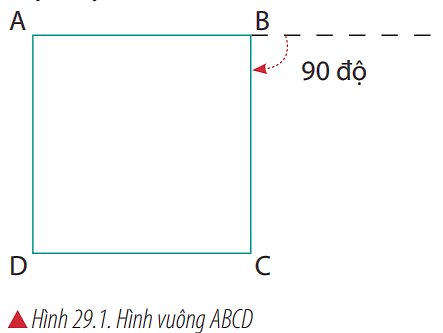 A B
90 độ
D C
▲ Hình 29.1. Hình vuông ABCD